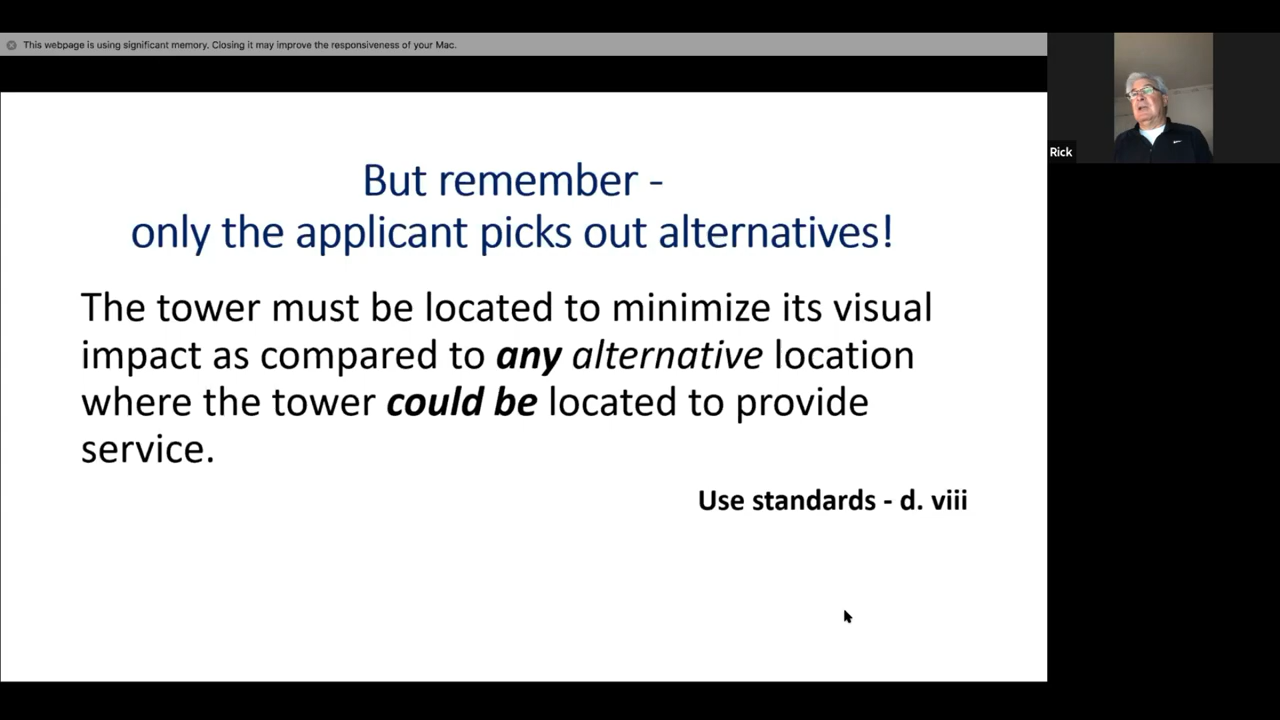 This webpage is using significant memory. Closing it may improve the responsiveness of your Mac.
Rick
But remember -
only the applicant picks out alternatives!
The tower must be located to minimize its visual
impact as compared to any alternative location
where the tower could be located to provide
service.
Use standards - d. viii